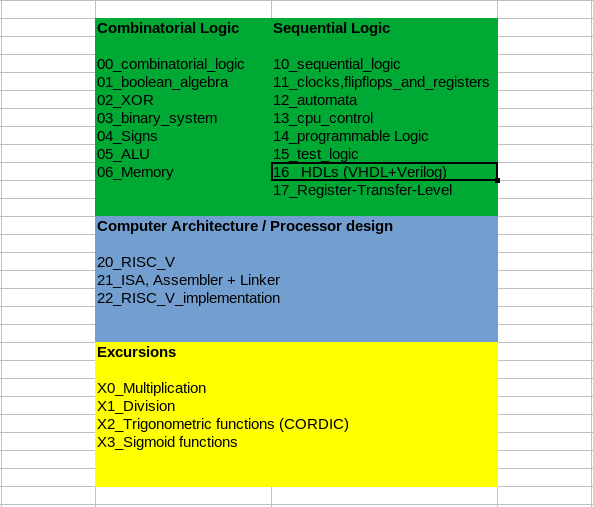 Combinatorial Logic
00_combinatorial_logic
01_boolean_algebra
02_XOR
03_binary_system
04_Signs
05_ALU
06_Memory
Sequential Logic
10_sequential_logic
11_clocks,flipflops_and_registers
12_automata
13_cpu_control
14_programmable Logic
15_test_logic
16_ HDLs (VHDL+Verilog)
17_Register-Transfer-Level
Computer Architecture / Processor design
20_RISC_V
21_ISA, Assembler + Linker
22_RISC_V_implementation
Excursions
X0_Multiplication
X1_Division
X2_Trigonometric functions (CORDIC)
X3_Sigmoid functions